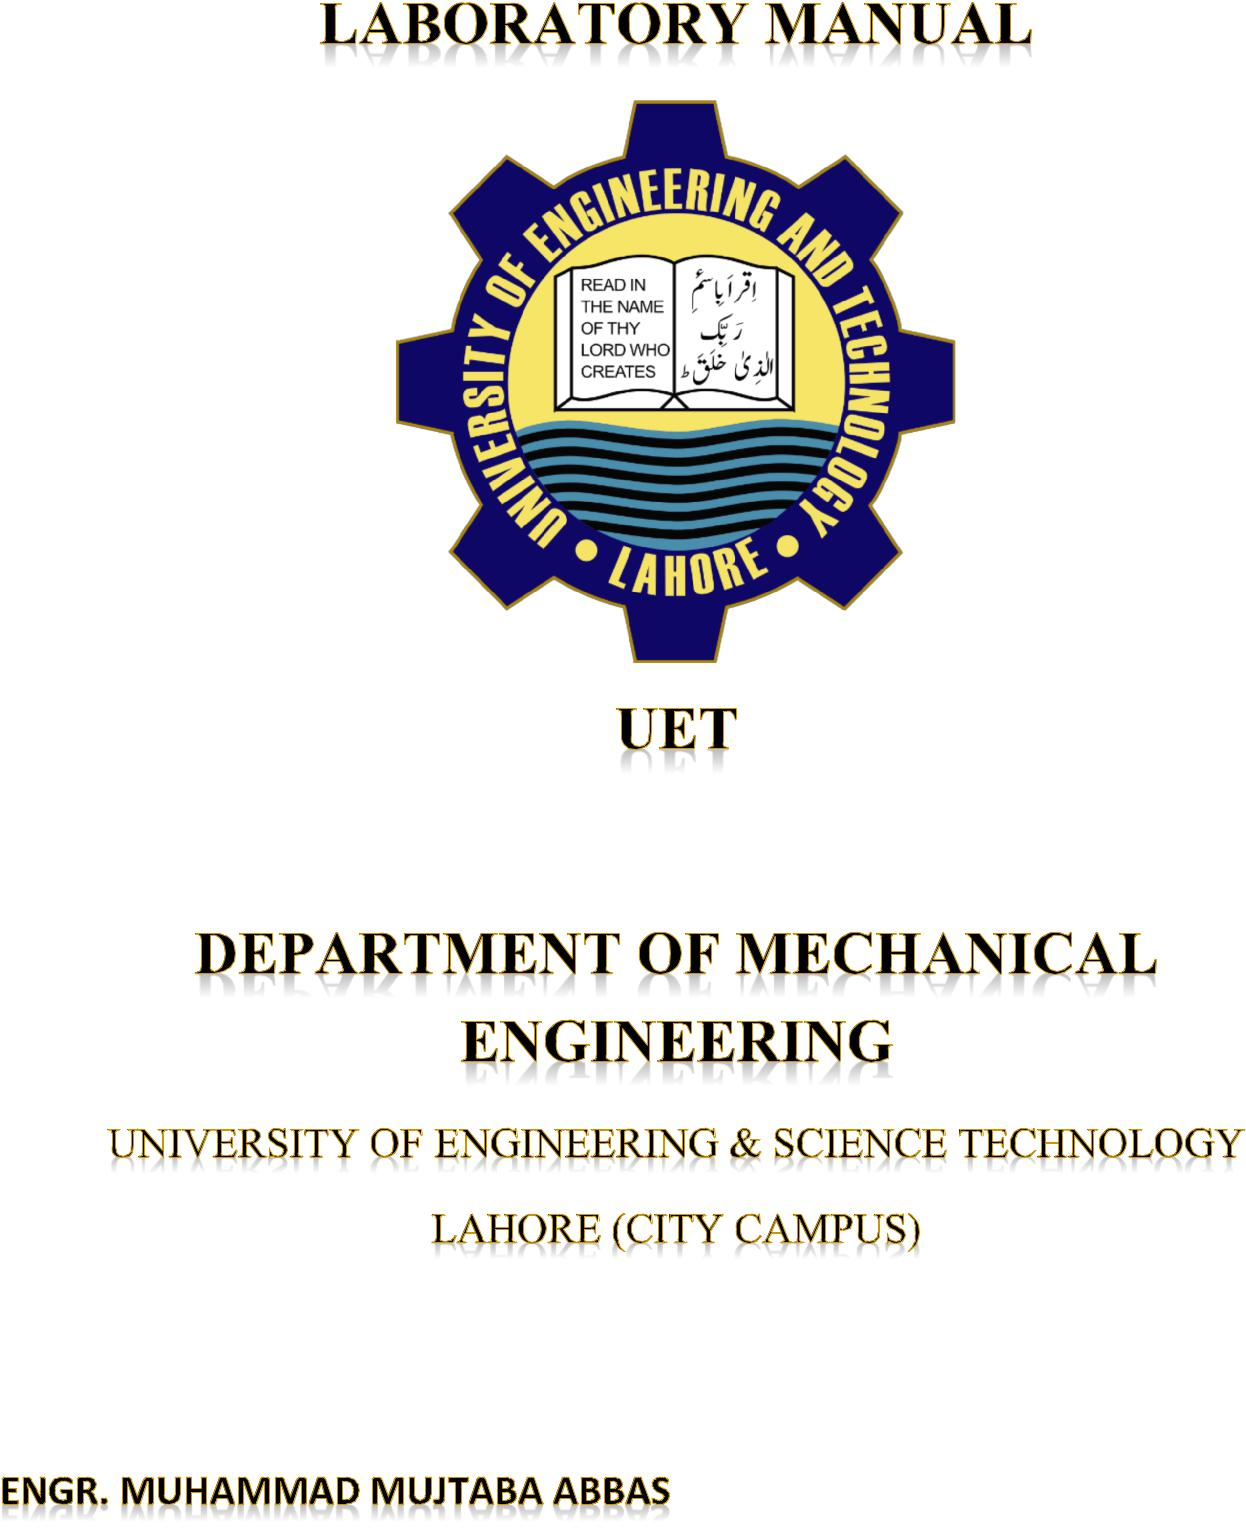 LABORATORY MANUAL
UNIVERSITY OF ENGINEERING AND TECHNOLOGY
• LAHORE •
READ IN
THE NAME
OF THY
LORD WHO
CREATES
اِقرَاَبِاسمِ
رَبِّکَ
الَّذِیْ خَلَقَ ط
UET
DEPARTMENT OF MECHANICAL
ENGINEERING
UNIVERSITY OF ENGINEERING & SCIENCE TECHNOLOGY
LAHORE (CITY CAMPUS)
ENGR. MUHAMMAD MUJTABA ABBAS